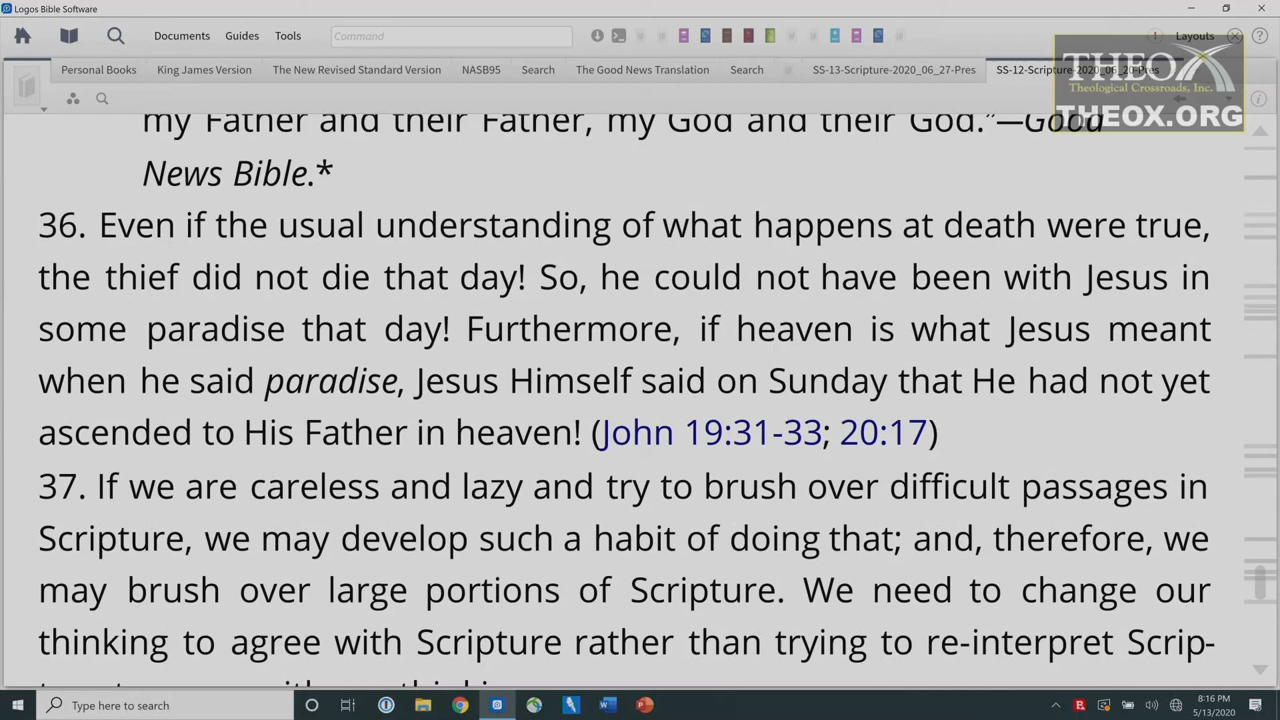 Logos Bible Software
Documents Guides Tools Command Layouts
Personal Books King James Version The New Revised Standard NASB95 Search The Good News Translation Search SS-13-Scripture-2020_06_27-Pres SS-12-Scripture-2020_06_20-Pres
THEOX
Theological Crossroads, Inc.
THEOX.ORG
my Father and their Father, my God and their God.”—Good
News Bible.*
36. Even if the usual understanding of what happens at death were true,
the thief did not die that day! So, he could not have been with Jesus in
some paradise that day! Furthermore, if heaven is what Jesus meant
when he said paradise, Jesus Himself said on Sunday that He had not yet
ascended to His Father in heaven! (John 19:31-33; 20:17)
37. If we are careless and lazy and try to brush over difficult passages in
Scripture, we may develop such a habit of doing that; and, therefore, we
may brush over large portions of Scripture. We need to change our
thinking to agree with Scripture rather than trying to re-interpret Scrip-
Type here to search
8:16 PM
5/13/2020